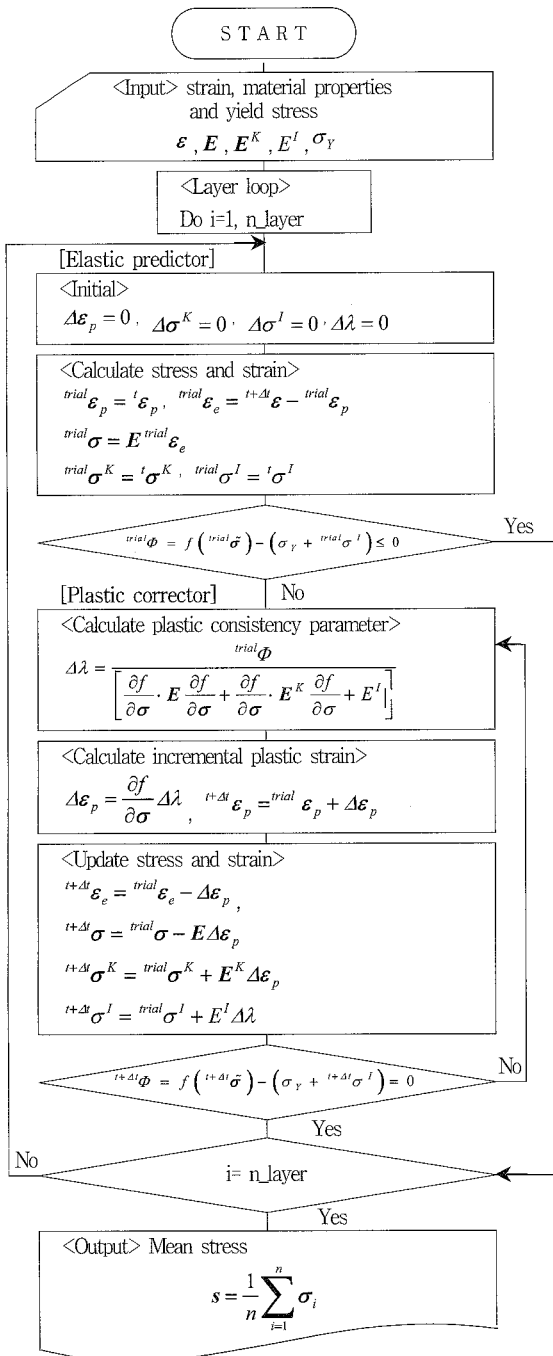 START
<Input> strain, material properties
and yield stress
ε , E , E^K , E^I , σ_Y
<Layer loop>
Do i=1, n_layer
[Elastic predictor]
<Initial>
Δε_p = 0 , Δσ^K = 0 , Δσ^I = 0 , Δλ = 0
<Calculate stress and strain>
^{trial}ε_p = ^tε_p , ^{trial}ε_e = ^{t+Δt}ε − ^{trial}ε_p
^{trial}σ = E ^{trial}ε_e
^{trial}σ^K = ^tσ^K , ^{trial}σ^I = ^tσ^I
^{trial}Φ = f(^{trial}σ̃) − (σ_Y + ^{trial}σ^I) ≤ 0
Yes
No
[Plastic corrector]
<Calculate plastic consistency parameter>
Δλ = ^{trial}Φ / [∂f/∂σ · E ∂f/∂σ + ∂f/∂σ · E^K ∂f/∂σ + E^I]
<Calculate incremental plastic strain>
Δε_p = ∂f/∂σ Δλ , ^{t+Δt}ε_p = ^{trial}ε_p + Δε_p
<Update stress and strain>
^{t+Δt}ε_e = ^{trial}ε_e − Δε_p ,
^{t+Δt}σ = ^{trial}σ − E Δε_p
^{t+Δt}σ^K = ^{trial}σ^K + E^K Δε_p
^{t+Δt}σ^I = ^{trial}σ^I + E^I Δλ
^{t+Δt}Φ = f(^{t+Δt}σ̃) − (σ_Y + ^{t+Δt}σ^I) = 0
No
Yes
No
i= n_layer
Yes
<Output> Mean stress
s = 1/n ∑_{i=1}^{n} σ_i